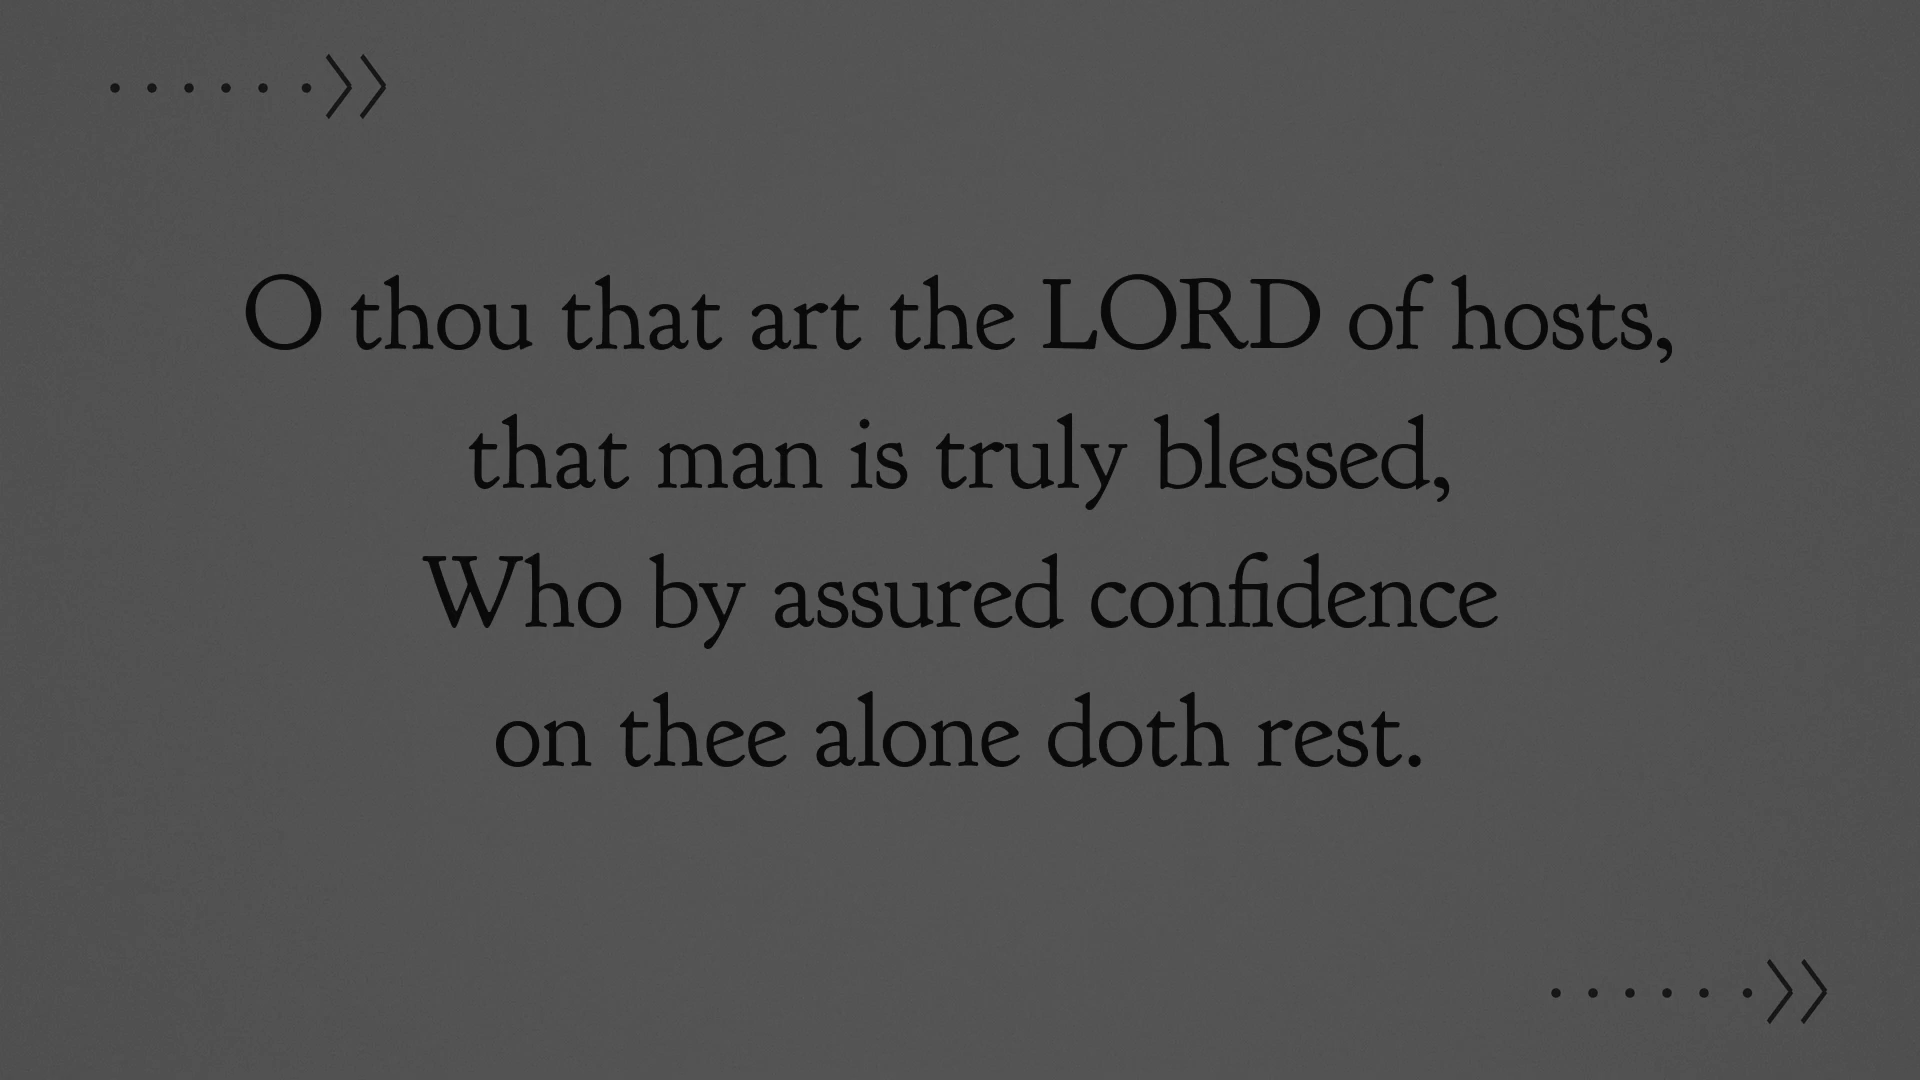 O thou that art the LORD of hosts,
that man is truly blessed,
Who by assured confidence
on thee alone doth rest.